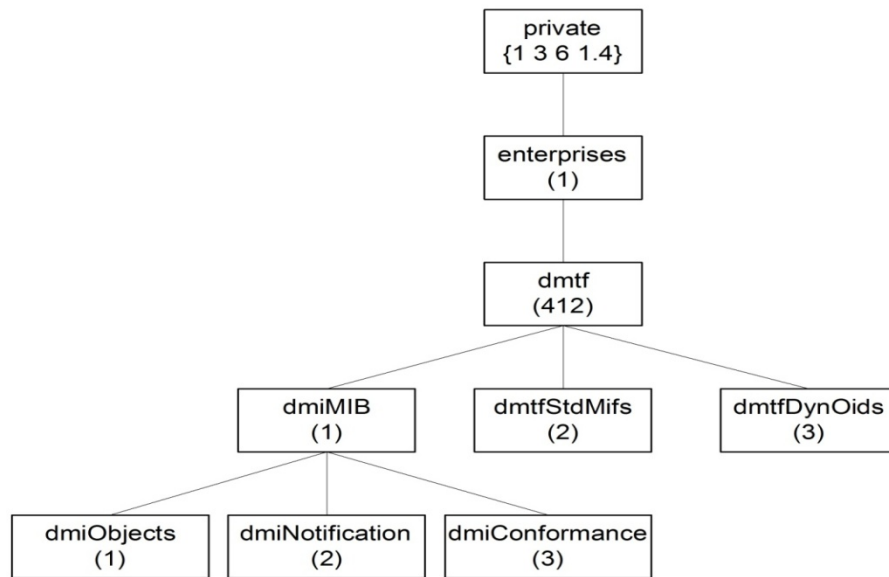 private
{1 3 6 1.4}
enterprises
(1)
dmtf
(412)
dmiMIB
(1)
dmtfStdMifs
(2)
dmtfDynOids
(3)
dmiObjects
(1)
dmiNotification
(2)
dmiConformance
(3)